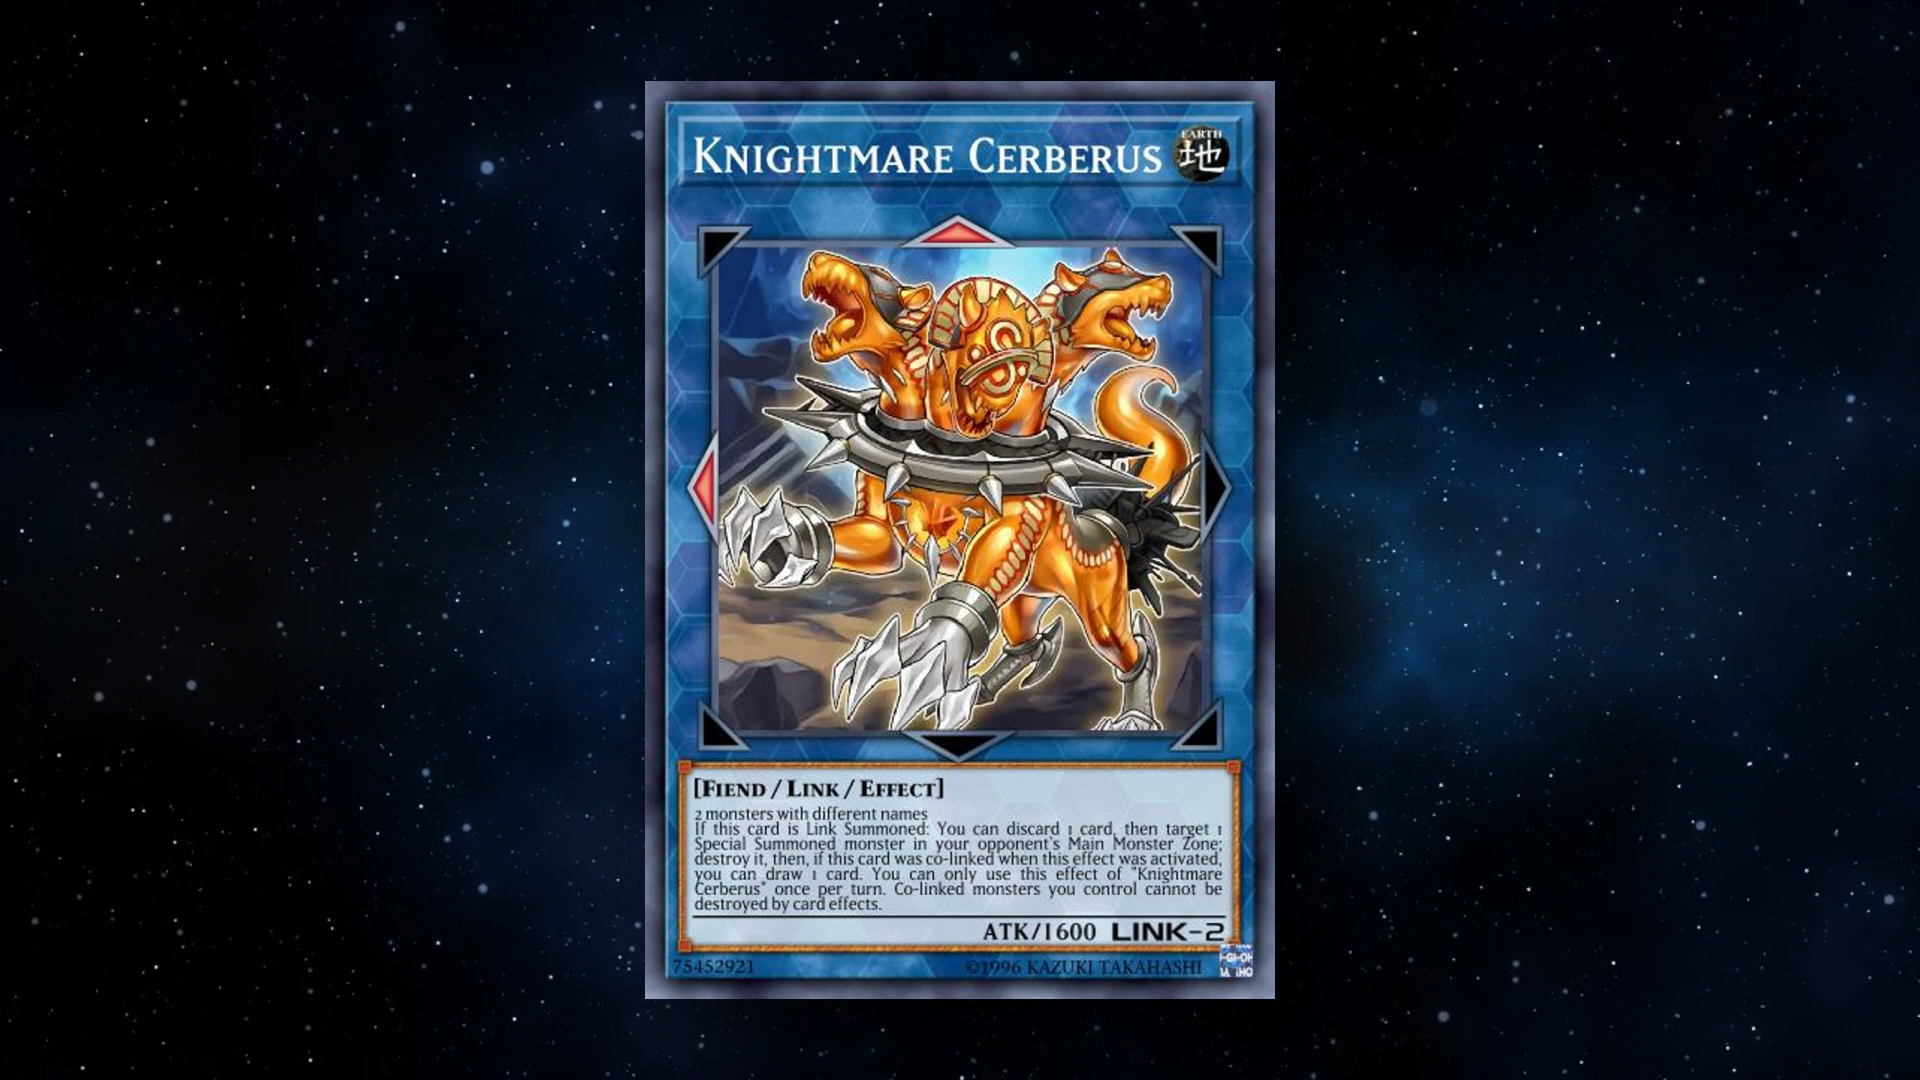 KNIGHTMARE CERBERUS
EARTH
地
[FIEND / LINK / EFFECT]
2 monsters with different names
If this card is Link Summoned: You can discard 1 card, then target 1
Special Summoned monster in your opponent's Main Monster Zone;
destroy it, then, if this card was co-linked when this effect was activated,
you can draw 1 card. You can only use this effect of "Knightmare
Cerberus" once per turn. Co-linked monsters you control cannot be
destroyed by card effects.
ATK/1600 LINK-2
75452921
©1996 KAZUKI TAKAHASHI